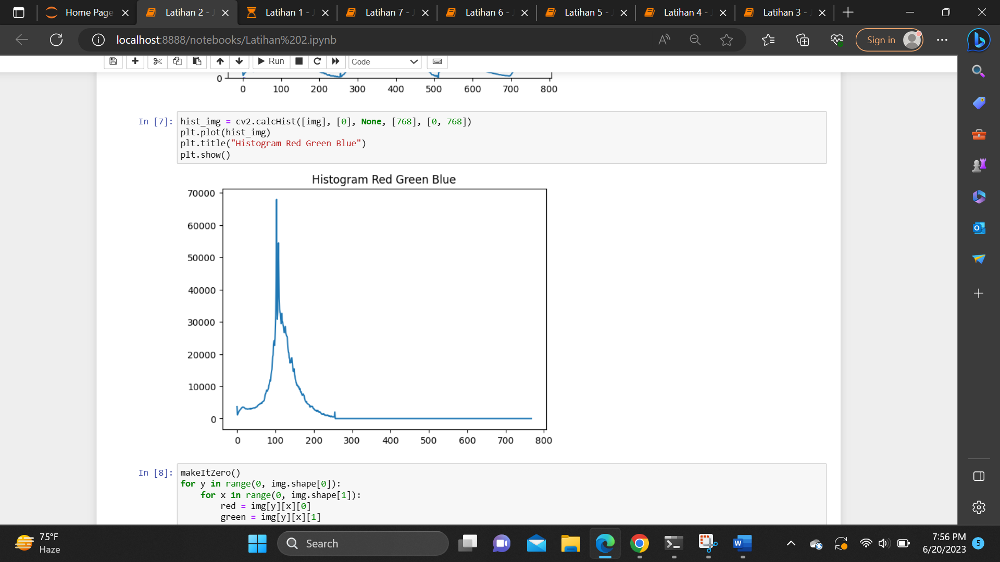 Home Page
Latihan 2 - J
Latihan 1 - J
Latihan 7 - J
Latihan 6 - J
Latihan 5 - J
Latihan 4 - J
Latihan 3 - J
localhost:8888/notebooks/Latihan%202.ipynb
Sign in
Run
Code
0
0 100 200 300 400 500 600 700 800
In [7]:
hist_img = cv2.calcHist([img], [0], None, [768], [0, 768])
plt.plot(hist_img)
plt.title("Histogram Red Green Blue")
plt.show()
Histogram Red Green Blue
70000
60000
50000
40000
30000
20000
10000
0
0 100 200 300 400 500 600 700 800
In [8]:
makeItZero()
for y in range(0, img.shape[0]):
    for x in range(0, img.shape[1]):
        red = img[y][x][0]
        green = img[y][x][1]
75°F
Haze
Search
7:56 PM
6/20/2023
5